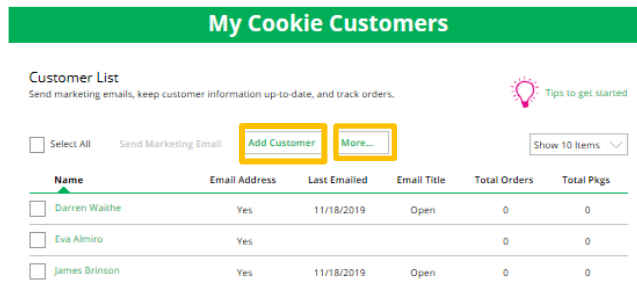 My Cookie Customers
Customer List
Send marketing emails, keep customer information up-to-date, and track orders.
Tips to get started
Select All Send Marketing Email Add Customer More... Show 10 Items
Name Email Address Last Emailed Email Title Total Orders Total Pkgs
Darren Waithe Yes 11/18/2019 Open 0 0
Eva Almiro Yes 0 0
James Brinson Yes 11/18/2019 Open 0 0